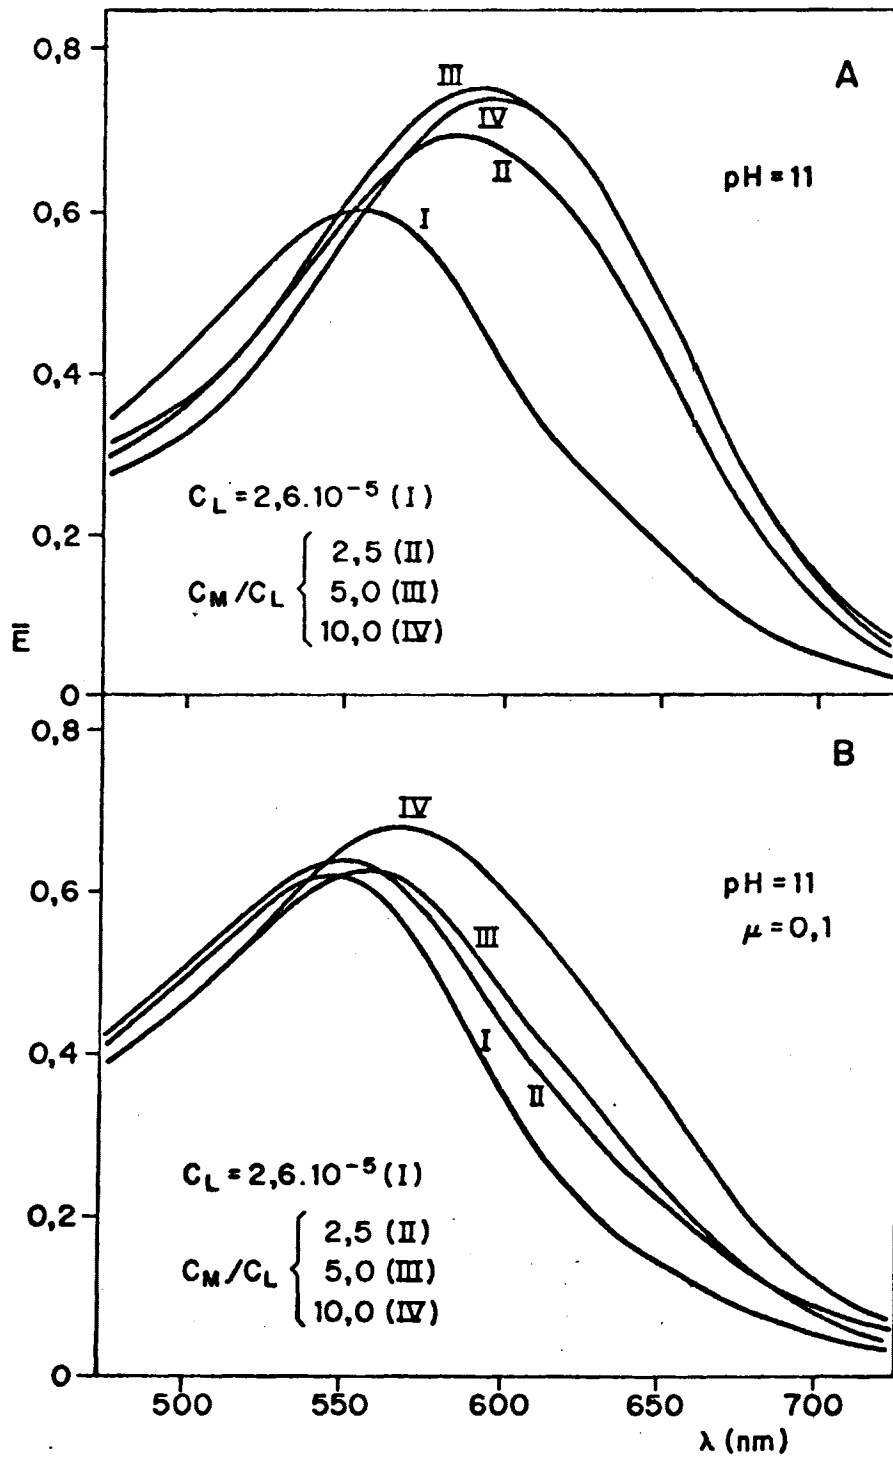 0,8
III
A
IV
pH = 11
II
0,6
I
0,4
C_L = 2,6.10⁻⁵ (I)
0,2
C_M/C_L { 2,5 (II)
5,0 (III)
10,0 (IV)
E̅
0
0,8
B
IV
0,6
pH = 11
μ = 0,1
III
I
0,4
II
C_L = 2,6.10⁻⁵ (I)
0,2
C_M/C_L { 2,5 (II)
5,0 (III)
10,0 (IV)
0
500 550 600 650 700
λ (nm)